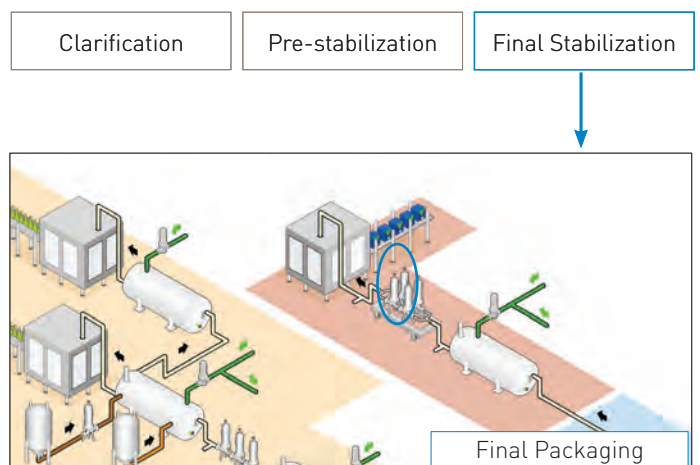 Clarification
Pre-stabilization
Final Stabilization
Final Packaging